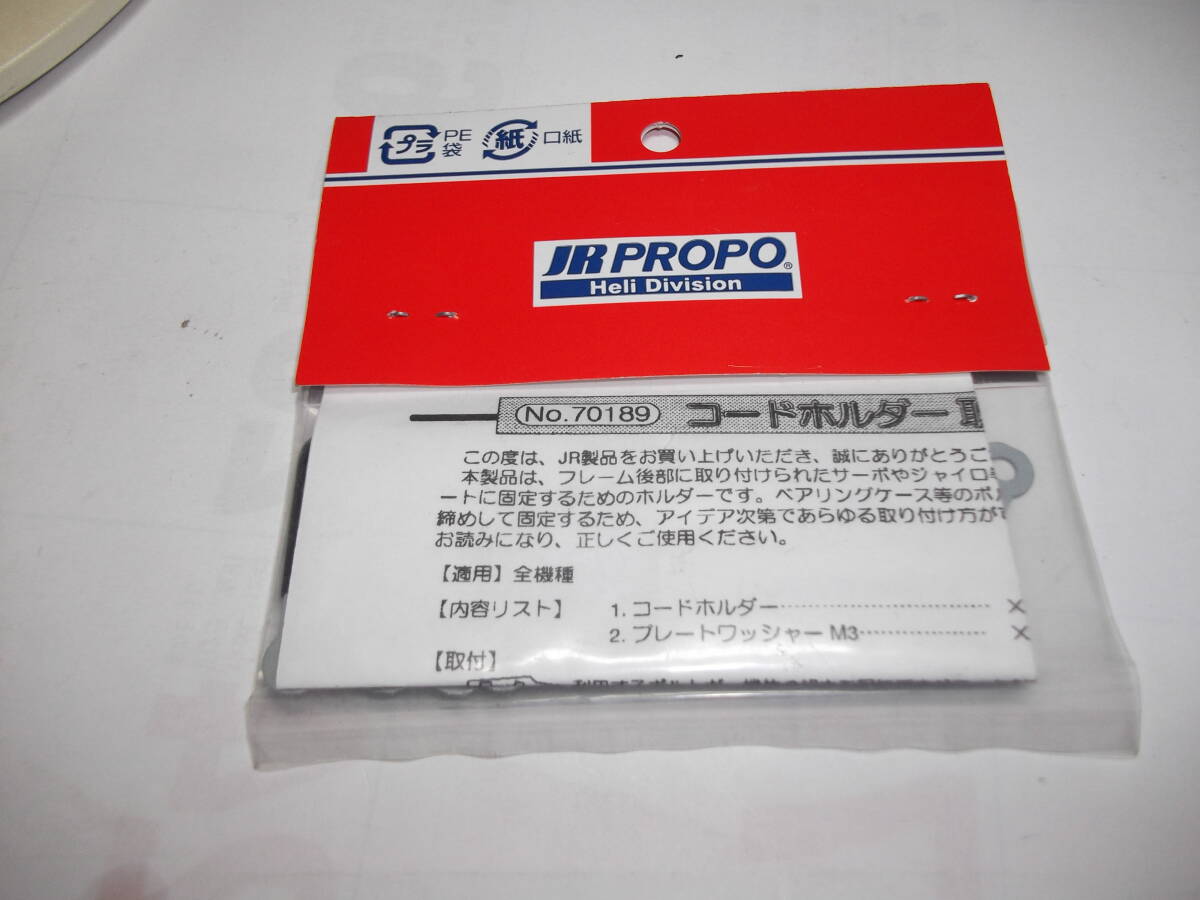 プラ PE袋 紙 口紙
JR PROPO®
Heli Division
No.70189 コードホルダー
この度は、JR製品をお買い上げいただき、誠にありがとうご
本製品は、フレーム後部に取り付けられたサーボやジャイロ
ートに固定するためのホルダーです。ベアリングケース等のボ
締めして固定するため、アイデア次第であらゆる取り付け方が
お読みになり、正しくご使用ください。
【適用】全機種
【内容リスト】 1. コードホルダー ×
2. プレートワッシャー M3 ×
【取付】